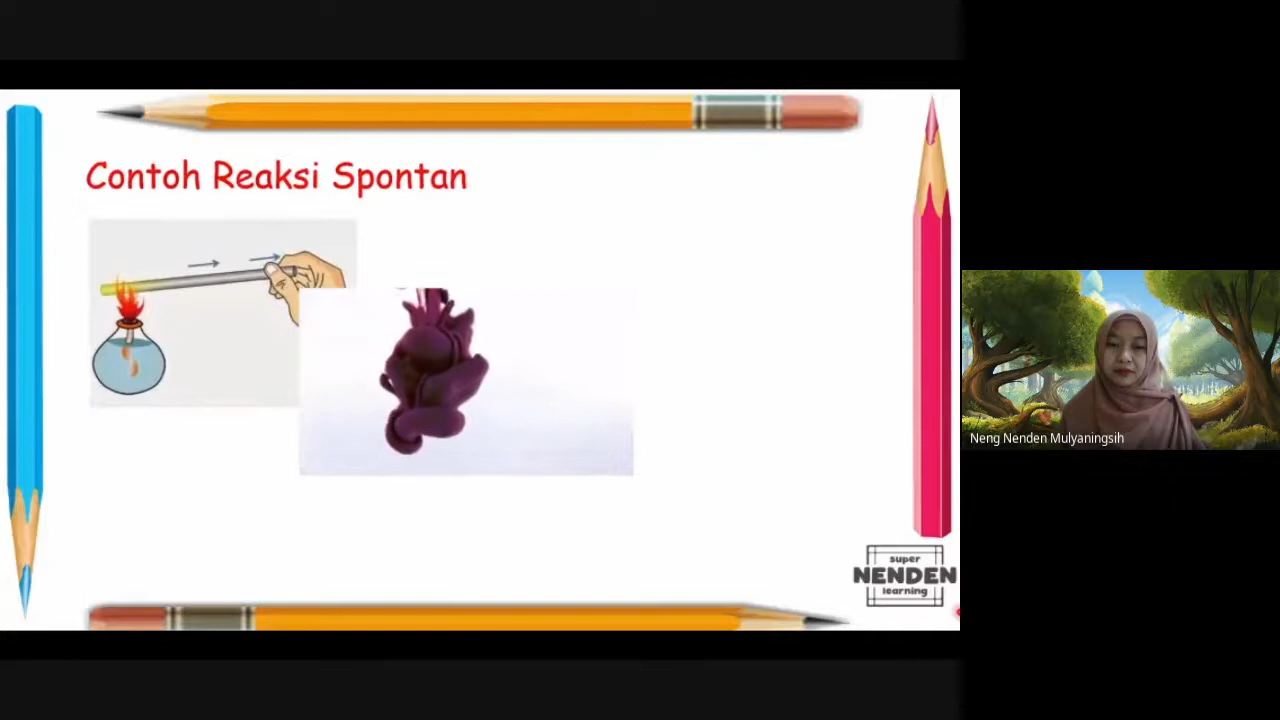 Contoh Reaksi Spontan
Neng Nenden Mulyaningsih
super
NENDEN
learning